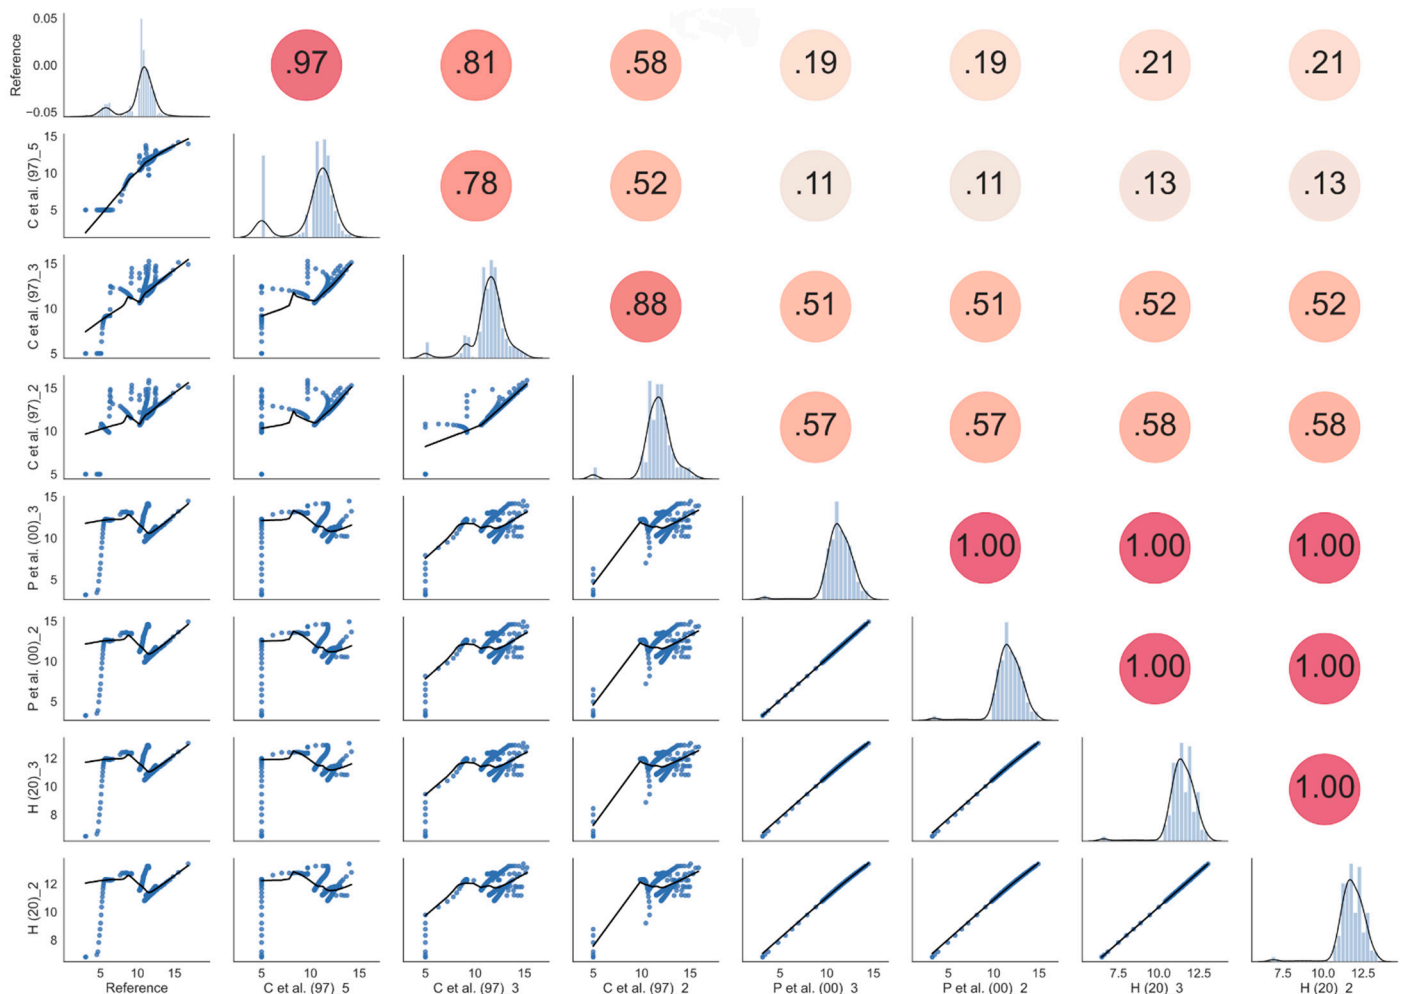 0.05
0.00
−0.05
Reference
.97
.81
.58
.19
.19
.21
.21
15
10
5
C et al. (97)_5
.78
.52
.11
.11
.13
.13
15
10
5
C et al. (97)_3
.88
.51
.51
.52
.52
15
10
5
C et al. (97)_2
.57
.57
.58
.58
15
10
5
P et al. (00)_3
1.00
1.00
1.00
15
10
5
P et al. (00)_2
1.00
1.00
12
10
8
H (20)_3
1.00
12
10
8
H (20)_2
5 10 15
5 10 15
5 10 15
5 10 15
5 10 15
5 10 15
7.5 10.0 12.5
7.5 10.0 12.5
Reference
C et al. (97)_5
C et al. (97)_3
C et al. (97)_2
P et al. (00)_3
P et al. (00)_2
H (20)_3
H (20)_2